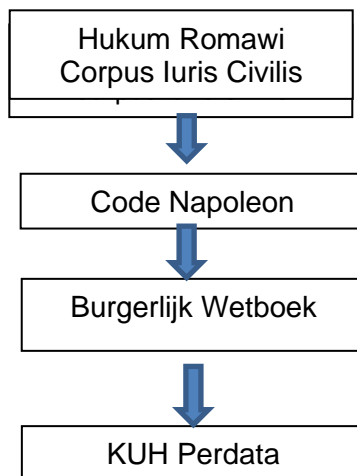 Hukum Romawi
Corpus Iuris Civilis
Code Napoleon
Burgerlijk Wetboek
KUH Perdata